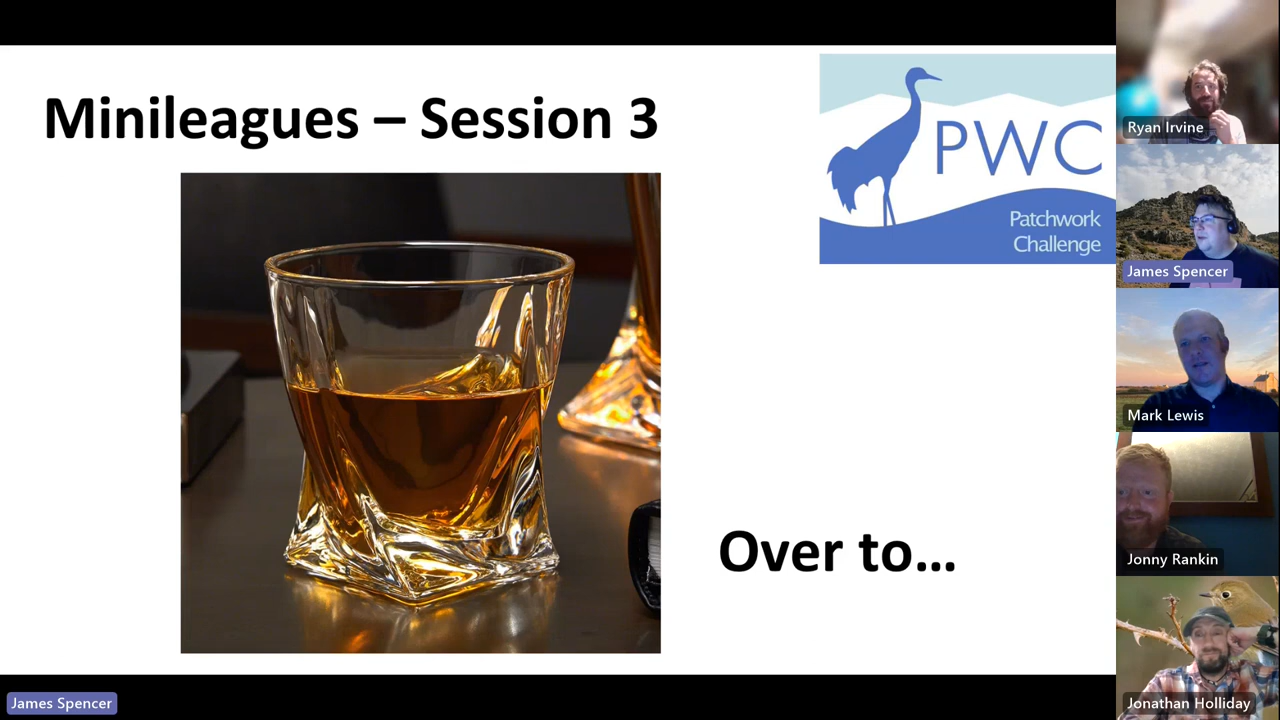 Minileagues – Session 3
PWC
Patchwork
Challenge
Over to...
Ryan Irvine
James Spencer
Mark Lewis
Jonny Rankin
Jonathan Holliday
James Spencer